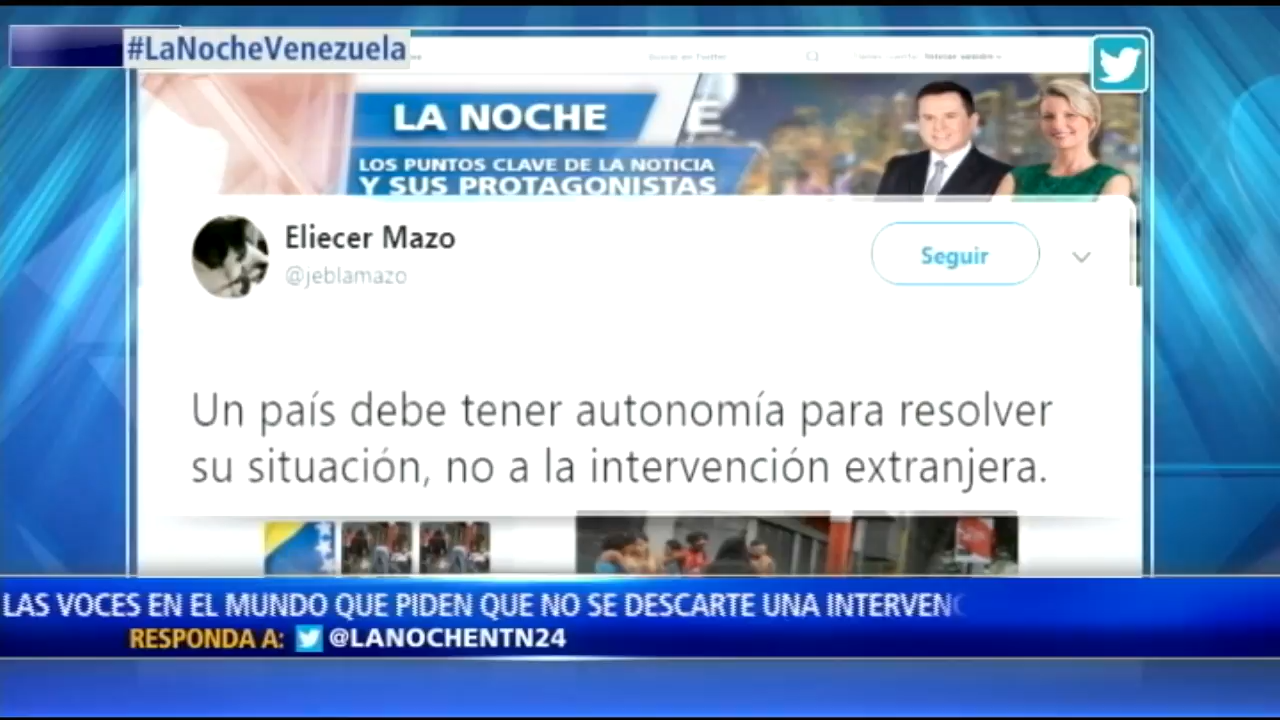 #LaNocheVenezuela
LA NOCHE
E
LOS PUNTOS CLAVE DE LA NOTICIA
Y SUS PROTAGONISTAS
Eliecer Mazo
@jeblamazo
Seguir
Un país debe tener autonomía para resolver
su situación, no a la intervención extranjera.
LAS VOCES EN EL MUNDO QUE PIDEN QUE NO SE DESCARTE UNA INTERVENC
RESPONDA A: @LANOCHENTN24